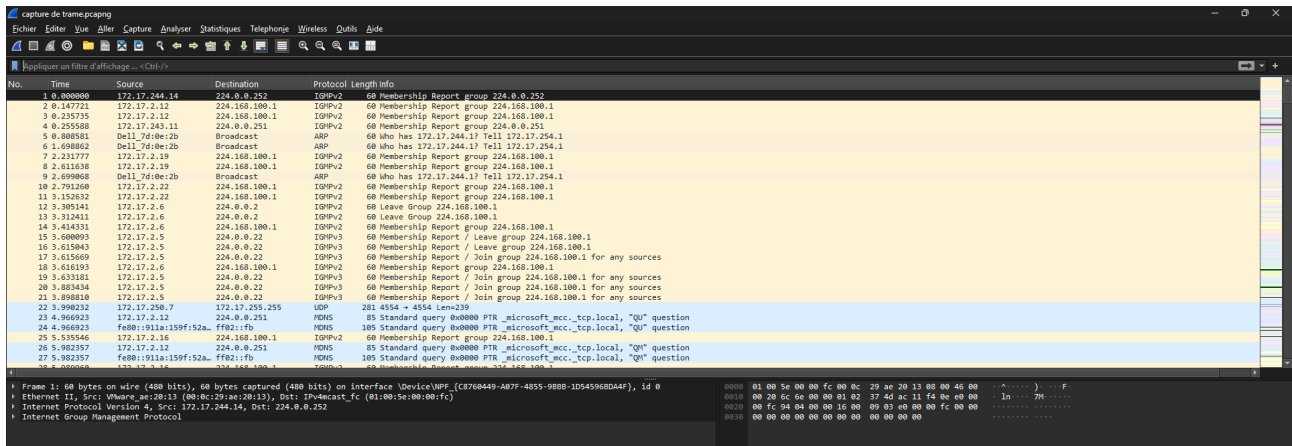 capture de trame.pcapng
Fichier Editer Vue Aller Capture Analyser Statistiques Telephonie Wireless Outils Aide
Appliquer un filtre d'affichage ... <Ctrl-/>
No. Time Source Destination Protocol Length Info
1 0.000000 172.17.244.14 224.0.0.252 IGMPv2 60 Membership Report group 224.0.0.252
2 0.147721 172.17.2.12 224.168.100.1 IGMPv2 60 Membership Report group 224.168.100.1
3 0.235735 172.17.2.12 224.168.100.1 IGMPv2 60 Membership Report group 224.168.100.1
4 0.255588 172.17.243.11 224.0.0.251 IGMPv2 60 Membership Report group 224.0.0.251
5 0.808581 Dell_7d:0e:2b Broadcast ARP 60 Who has 172.17.244.1? Tell 172.17.254.1
6 1.698862 Dell_7d:0e:2b Broadcast ARP 60 Who has 172.17.244.1? Tell 172.17.254.1
7 2.231777 172.17.2.19 224.168.100.1 IGMPv2 60 Membership Report group 224.168.100.1
8 2.611638 172.17.2.19 224.168.100.1 IGMPv2 60 Membership Report group 224.168.100.1
9 2.699068 Dell_7d:0e:2b Broadcast ARP 60 Who has 172.17.244.1? Tell 172.17.254.1
10 2.791260 172.17.2.22 224.168.100.1 IGMPv2 60 Membership Report group 224.168.100.1
11 3.152632 172.17.2.22 224.168.100.1 IGMPv2 60 Membership Report group 224.168.100.1
12 3.305141 172.17.2.6 224.0.0.2 IGMPv2 60 Leave Group 224.168.100.1
13 3.312411 172.17.2.6 224.0.0.2 IGMPv2 60 Leave Group 224.168.100.1
14 3.414331 172.17.2.6 224.168.100.1 IGMPv2 60 Membership Report group 224.168.100.1
15 3.600093 172.17.2.5 224.0.0.22 IGMPv3 60 Membership Report / Leave group 224.168.100.1
16 3.615043 172.17.2.5 224.0.0.22 IGMPv3 60 Membership Report / Leave group 224.168.100.1
17 3.615669 172.17.2.5 224.0.0.22 IGMPv3 60 Membership Report / Join group 224.168.100.1 for any sources
18 3.616193 172.17.2.6 224.168.100.1 IGMPv2 60 Membership Report group 224.168.100.1
19 3.633181 172.17.2.5 224.0.0.22 IGMPv3 60 Membership Report / Join group 224.168.100.1 for any sources
20 3.883434 172.17.2.5 224.0.0.22 IGMPv3 60 Membership Report / Join group 224.168.100.1 for any sources
21 3.898810 172.17.2.5 224.0.0.22 IGMPv3 60 Membership Report / Join group 224.168.100.1 for any sources
22 3.990232 172.17.250.7 172.17.255.255 UDP 281 4554 → 4554 Len=239
23 4.966923 172.17.2.12 224.0.0.251 MDNS 85 Standard query 0x0000 PTR _microsoft_mcc._tcp.local, "QU" question
24 4.966923 fe80::911a:159f:52a… ff02::fb MDNS 105 Standard query 0x0000 PTR _microsoft_mcc._tcp.local, "QU" question
25 5.535546 172.17.2.16 224.168.100.1 IGMPv2 60 Membership Report group 224.168.100.1
26 5.982357 172.17.2.12 224.0.0.251 MDNS 85 Standard query 0x0000 PTR _microsoft_mcc._tcp.local, "QM" question
27 5.982357 fe80::911a:159f:52a… ff02::fb MDNS 105 Standard query 0x0000 PTR _microsoft_mcc._tcp.local, "QM" question
Frame 1: 60 bytes on wire (480 bits), 60 bytes captured (480 bits) on interface \Device\NPF_{C8760449-A07F-4855-9BBB-1D54596BDA4F}, id 0
Ethernet II, Src: VMware_ae:20:13 (00:0c:29:ae:20:13), Dst: IPv4mcast_fc (01:00:5e:00:00:fc)
Internet Protocol Version 4, Src: 172.17.244.14, Dst: 224.0.0.252
Internet Group Management Protocol
0000 01 00 5e 00 00 fc 00 0c 29 ae 20 13 08 00 46 00 ··^····· )· ···F·
0010 00 20 6c 6e 00 00 01 02 37 4d ac 11 f4 0e e0 00 · ln···· 7M······
0020 00 fc 94 04 00 00 16 00 09 03 e0 00 00 fc 00 00 ········ ········
0030 00 00 00 00 00 00 00 00 00 00 00 00 ········ ····